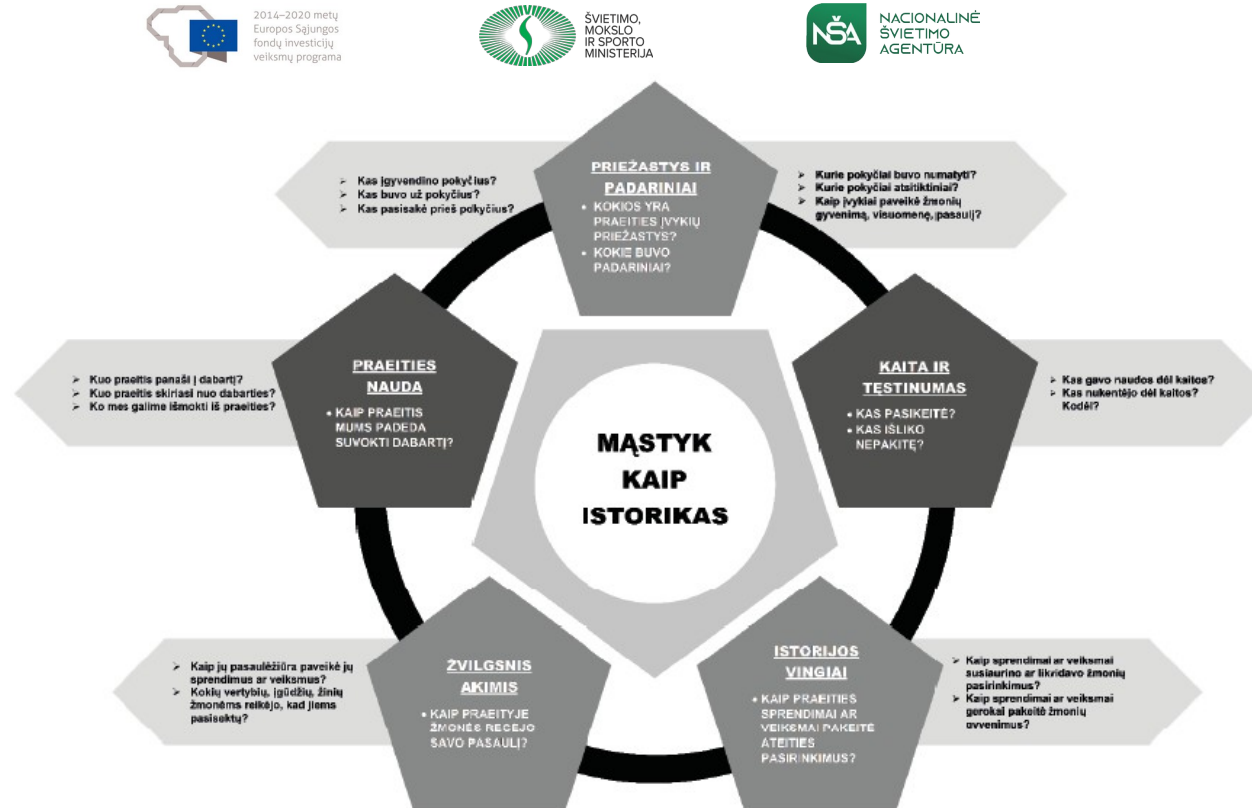 2014–2020 metų
Europos Sąjungos
fondų investicijų
veiksmų programa
ŠVIETIMO,
MOKSLO
IR SPORTO
MINISTERIJA
NŠA
NACIONALINĖ
ŠVIETIMO
AGENTŪRA
PRIEŽASTYS IR
PADARINIAI
• KOKIOS YRA
PRAEITIES ĮVYKIŲ
PRIEŽASTYS?
• KOKIE BUVO
PADARINIAI?
➢ Kas įgyvendino pokyčius?
➢ Kas buvo už pokyčius?
➢ Kas pasisakė prieš pokyčius?
➢ Kurie pokyčiai buvo numatyti?
➢ Kurie pokyčiai atsitiktiniai?
➢ Kaip įvykiai paveikė žmonių
gyvenimą, visuomenę, pasaulį?
PRAEITIES
NAUDA
• KAIP PRAEITIS
MUMS PADEDA
SUVOKTI DABARTĮ?
➢ Kuo praeitis panaši į dabartį?
➢ Kuo praeitis skiriasi nuo dabarties?
➢ Ko mes galime išmokti iš praeities?
KAITA IR
TĘSTINUMAS
• KAS PASIKEITĖ?
• KAS IŠLIKO
NEPAKITĘ?
➢ Kas gavo naudos dėl kaitos?
➢ Kas nukentėjo dėl kaitos?
Kodėl?
MĄSTYK
KAIP
ISTORIKAS
ŽVILGSNIS
AKIMIS
• KAIP PRAEITYJE
ŽMONĖS REGĖJO
SAVO PASAULĮ?
➢ Kaip jų pasaulėžiūra paveikė jų
sprendimus ar veiksmus?
➢ Kokių vertybių, įgūdžių, žinių
žmonėms reikėjo, kad jiems
pasisektų?
ISTORIJOS
VINGIAI
• KAIP PRAEITIES
SPRENDIMAI AR
VEIKSMAI PAKEITĖ
ATEITIES
PASIRINKIMUS?
➢ Kaip sprendimai ar veiksmai
susiaurino ar likvidavo žmonių
pasirinkimus?
➢ Kaip sprendimai ar veiksmai
gerokai pakeitė žmonių